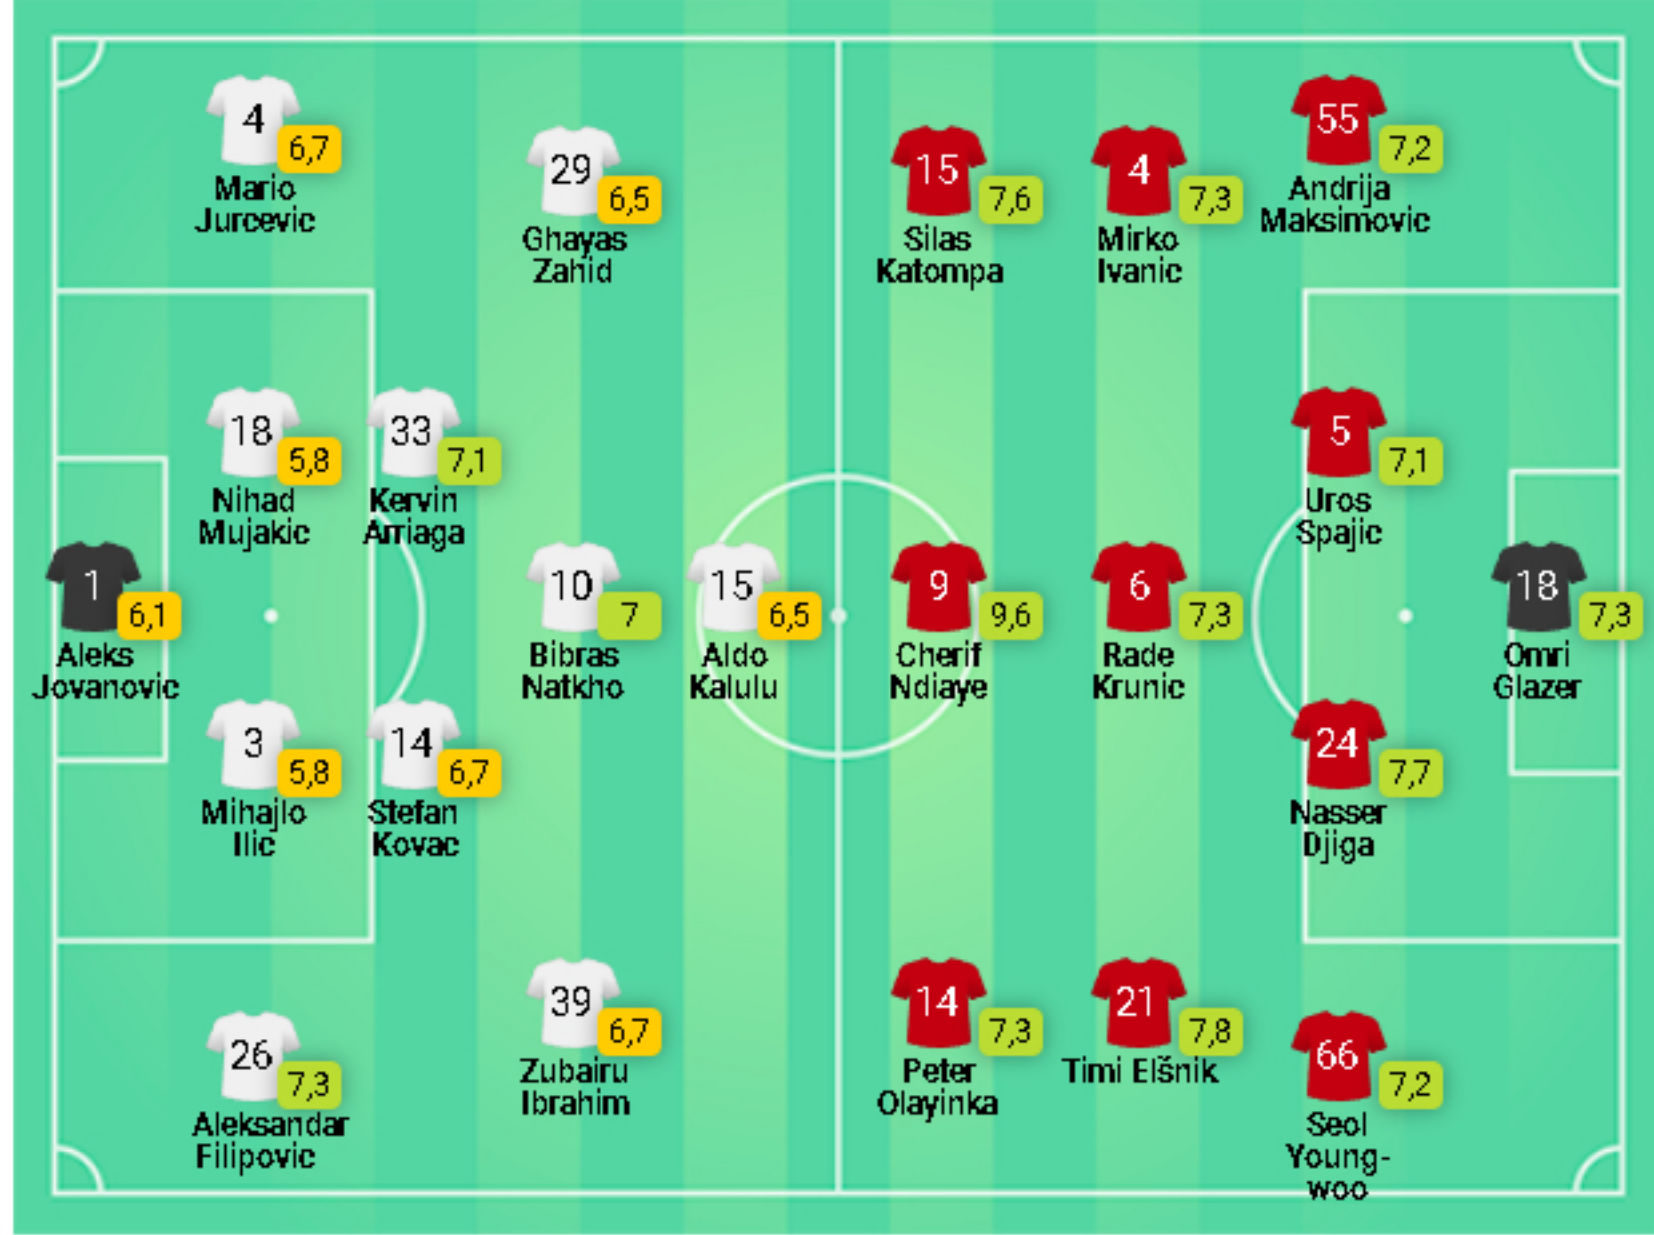 4
6,7
Mario
Jurcevic
29
6,5
Ghayas
Zahid
18
5,8
Nihad
Mujakic
33
7,1
Kervin
Arriaga
1
6,1
Aleks
Jovanovic
10
7
Bibras
Natkho
15
6,5
Aldo
Kalulu
3
5,8
Mihajlo
Ilic
14
6,7
Stefan
Kovac
26
7,3
Aleksandar
Filipovic
39
6,7
Zubairu
Ibrahim
15
7,6
Silas
Katompa
4
7,3
Mirko
Ivanic
55
7,2
Andrija
Maksimovic
5
7,1
Uros
Spajic
9
9,6
Cherif
Ndiaye
6
7,3
Rade
Krunic
18
7,3
Omri
Glazer
24
7,7
Nasser
Djiga
14
7,3
Peter
Olayinka
21
7,8
Timi Elšnik
66
7,2
Seol
Young-
woo